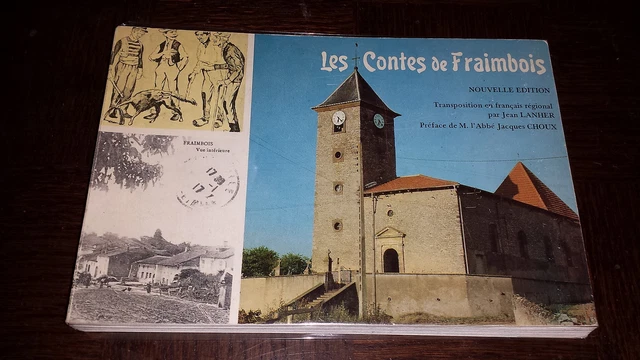 Les Contes de Fraimbois
NOUVELLE EDITION
Transposition en français régional
par Jean LANHER
Préface de M. l'Abbé Jacques CHOUX
FRAIMBOIS
Vue intérieure